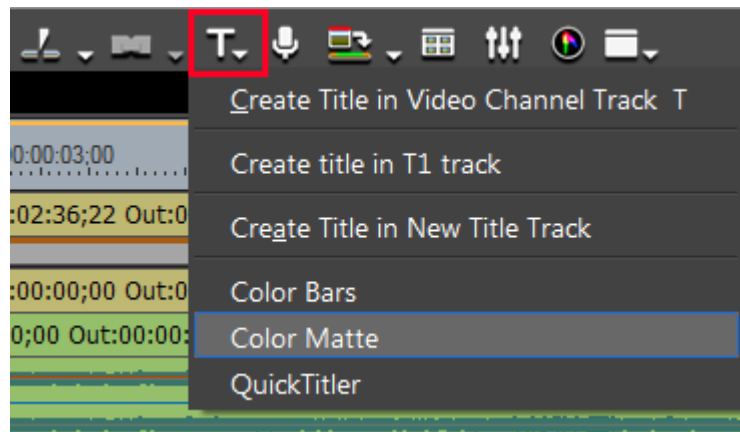 T
Create Title in Video Channel Track T
0:00:03;00
Create title in T1 track
:02:36;22 Out:0
Create Title in New Title Track
:00:00;00 Out:0
Color Bars
0;00 Out:00:00:
Color Matte
QuickTitler